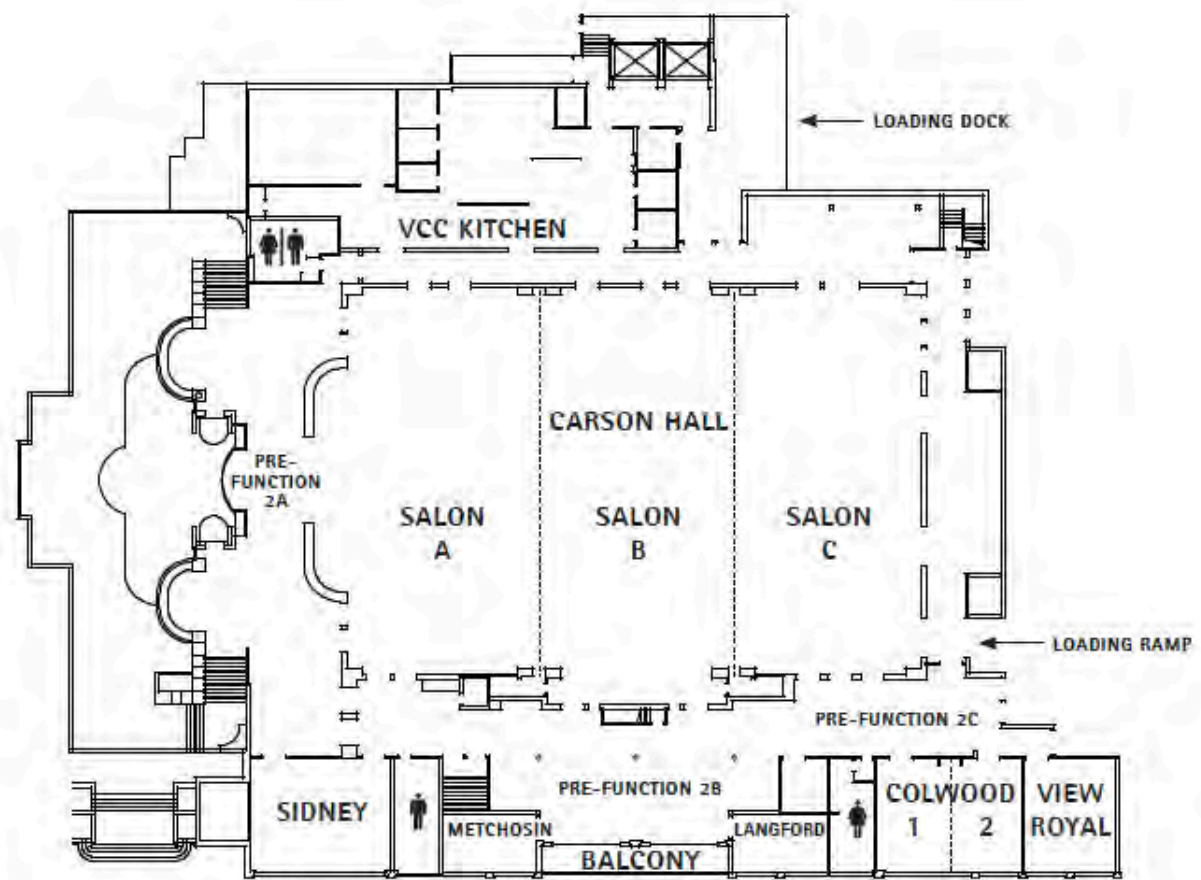 LOADING DOCK
VCC KITCHEN
CARSON HALL
PRE-
FUNCTION
2A
SALON
A
SALON
B
SALON
C
LOADING RAMP
PRE-FUNCTION 2C
PRE-FUNCTION 2B
SIDNEY
METCHOSIN
LANGFORD
BALCONY
COLWOOD
1 2
VIEW
ROYAL